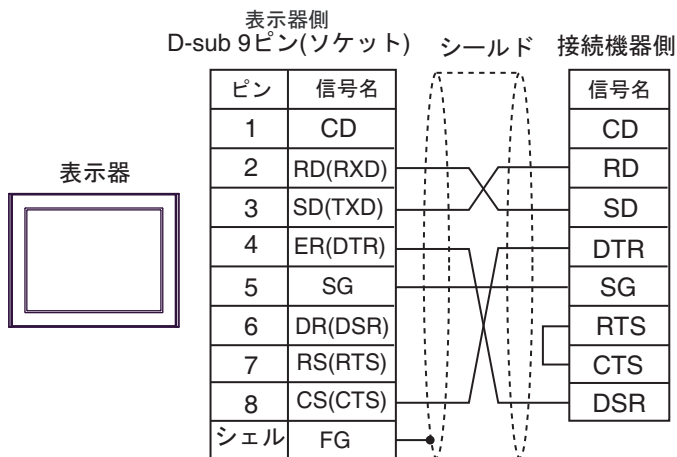 表示器側
D-sub 9ピン(ソケット) シールド 接続機器側
ピン 信号名 信号名
1 CD CD
表示器
2 RD(RXD) RD
3 SD(TXD) SD
4 ER(DTR) DTR
5 SG SG
6 DR(DSR) RTS
7 RS(RTS) CTS
8 CS(CTS) DSR
シェル FG